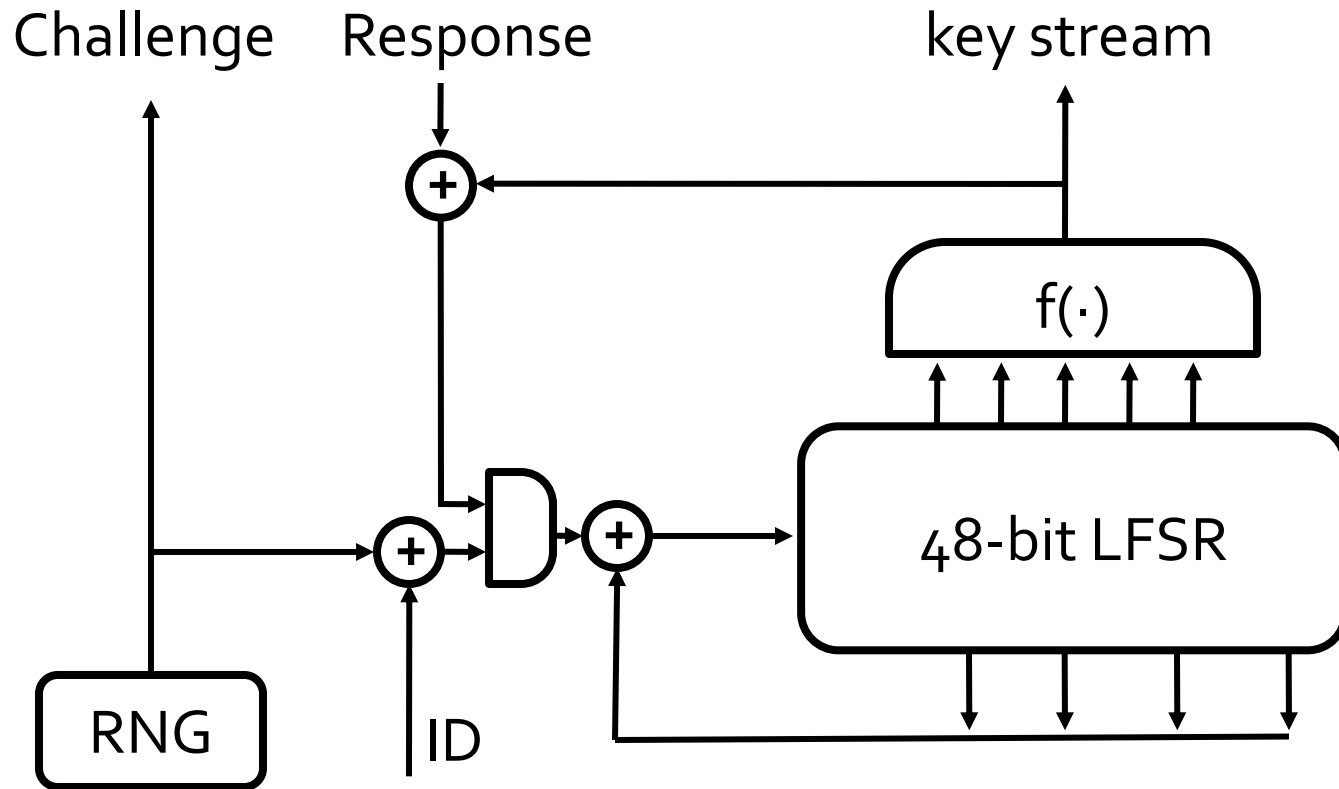 Challenge
Response
key stream
+
f(·)
+
+
48-bit LFSR
RNG
ID